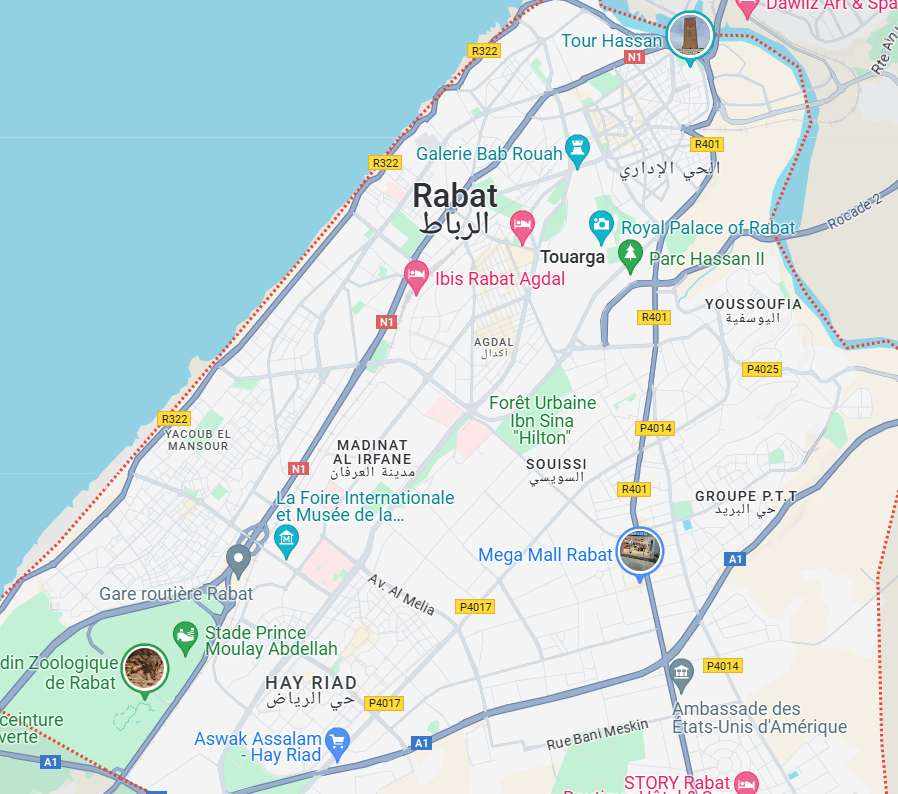 Dawliz Art & Spa
Tour Hassan
R322
N1
Rte Ain
R401
Galerie Bab Rouah
R322
الحي الإداري
Rabat
الرباط
Rocade 2
Royal Palace of Rabat
Touarga
Parc Hassan II
Ibis Rabat Agdal
YOUSSOUFIA
اليوسفية
N1
R401
AGDAL
أكدال
P4025
Forêt Urbaine
Ibn Sina
"Hilton"
R322
P4014
YACOUB EL
MANSOUR
MADINAT
AL IRFANE
مدينة العرفان
SOUISSI
السويسي
N1
R401
GROUPE P.T.T
حي البريد
La Foire Internationale
et Musée de la...
Mega Mall Rabat
A1
Gare routière Rabat
Av. Al Melia
P4017
Stade Prince
Moulay Abdellah
din Zoologique
de Rabat
P4014
HAY RIAD
حي الرياض
P4017
Ambassade des
États-Unis d'Amérique
ceinture
verte
Aswak Assalam
- Hay Riad
A1
Rue Bani Meskin
A1
STORY Rabat